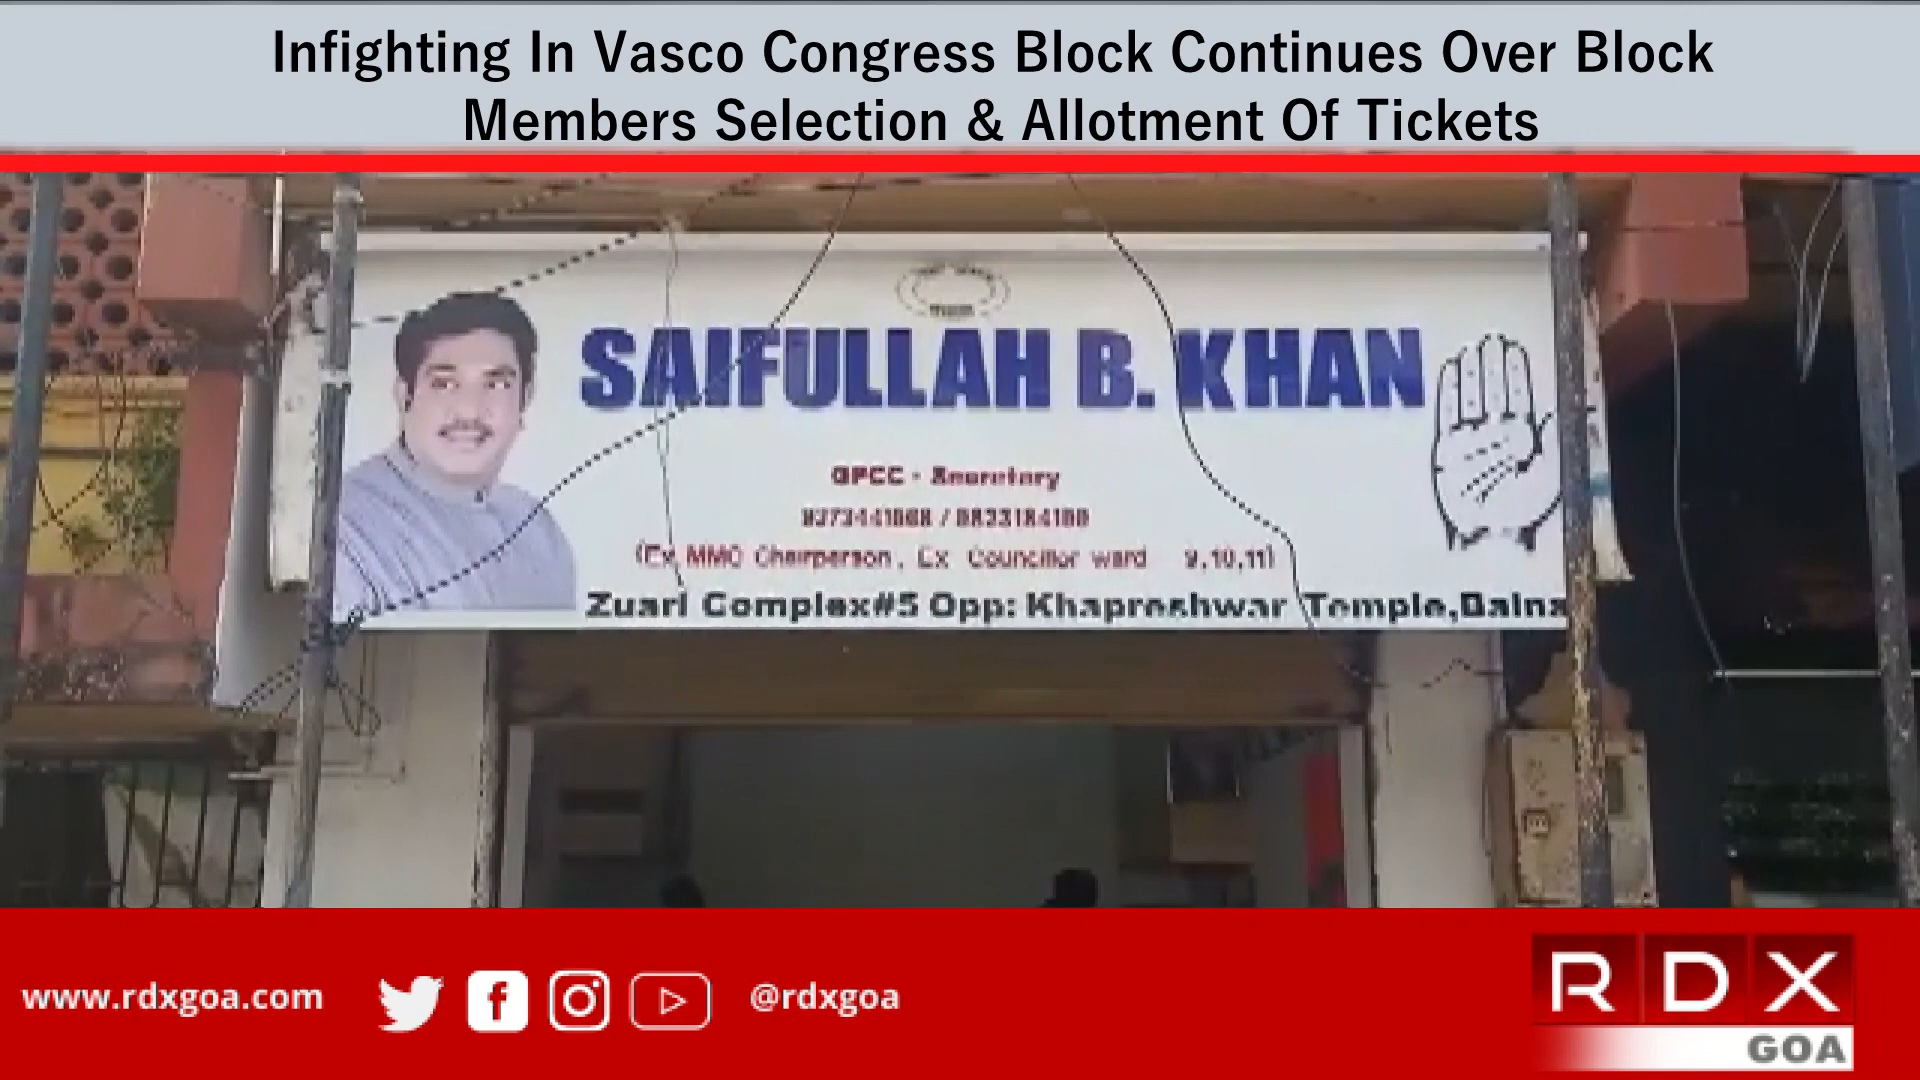 Infighting In Vasco Congress Block Continues Over Block
Members Selection & Allotment Of Tickets
SAIFULLAH B. KHAN
GPCC - Secretary
(Ex MMC Chairperson, Ex Councillor ward 9,10,11)
Zuari Complex#5 Opp: Khapreshwar Temple,Baina
www.rdxgoa.com
@rdxgoa
RDX
GOA